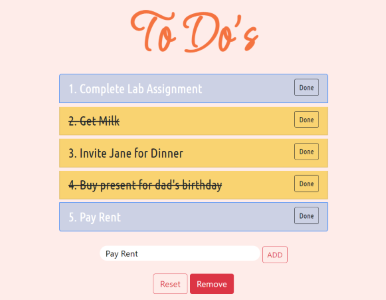 To Do's
1. Complete Lab Assignment
Done
2. Get Milk
Done
3. Invite Jane for Dinner
Done
4. Buy present for dad's birthday
Done
5. Pay Rent
Done
Pay Rent
ADD
Reset
Remove